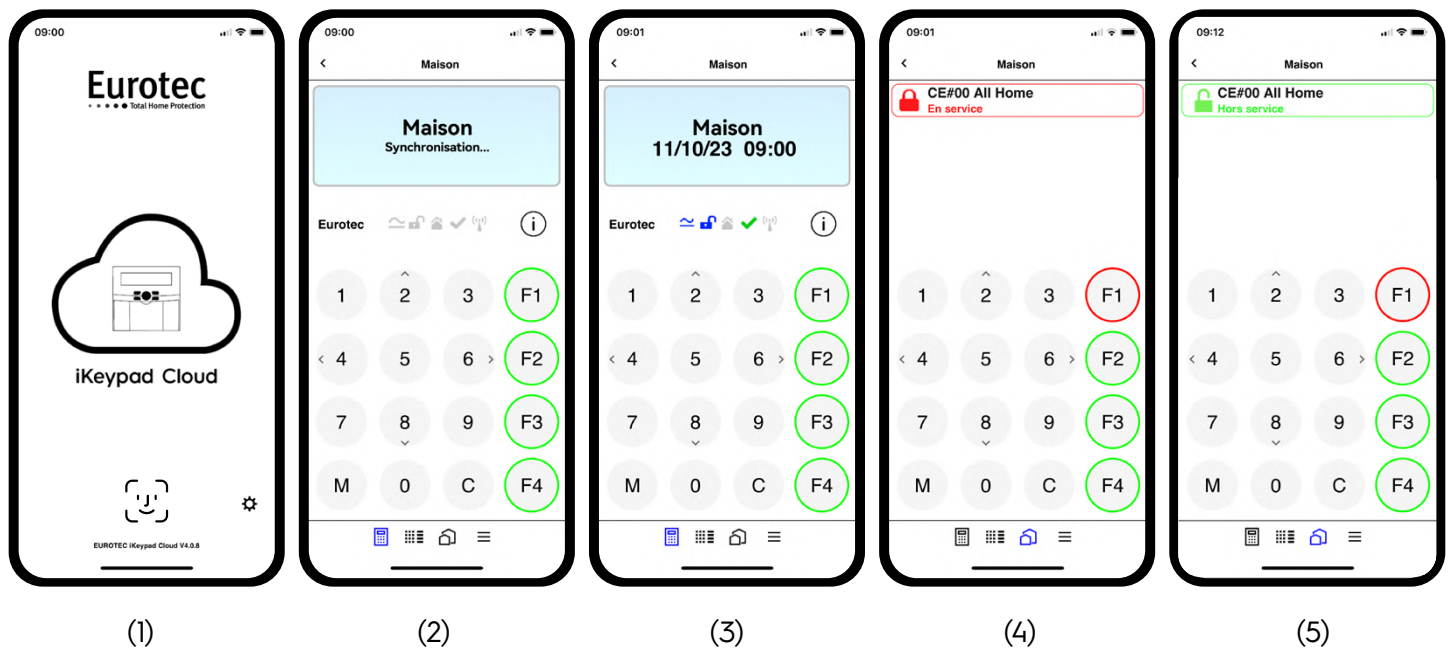 09:00
Eurotec
Total Home Protection
iKeypad Cloud
EUROTEC iKeypad Cloud V4.0.8
(1)
09:00
Maison
Maison
Synchronisation...
Eurotec
1 2 3 F1
4 5 6 F2
7 8 9 F3
M 0 C F4
(2)
09:01
Maison
Maison
11/10/23 09:00
Eurotec
1 2 3 F1
4 5 6 F2
7 8 9 F3
M 0 C F4
(3)
09:01
Maison
CE#00 All Home
En service
1 2 3 F1
4 5 6 F2
7 8 9 F3
M 0 C F4
(4)
09:12
Maison
CE#00 All Home
Hors service
1 2 3 F1
4 5 6 F2
7 8 9 F3
M 0 C F4
(5)